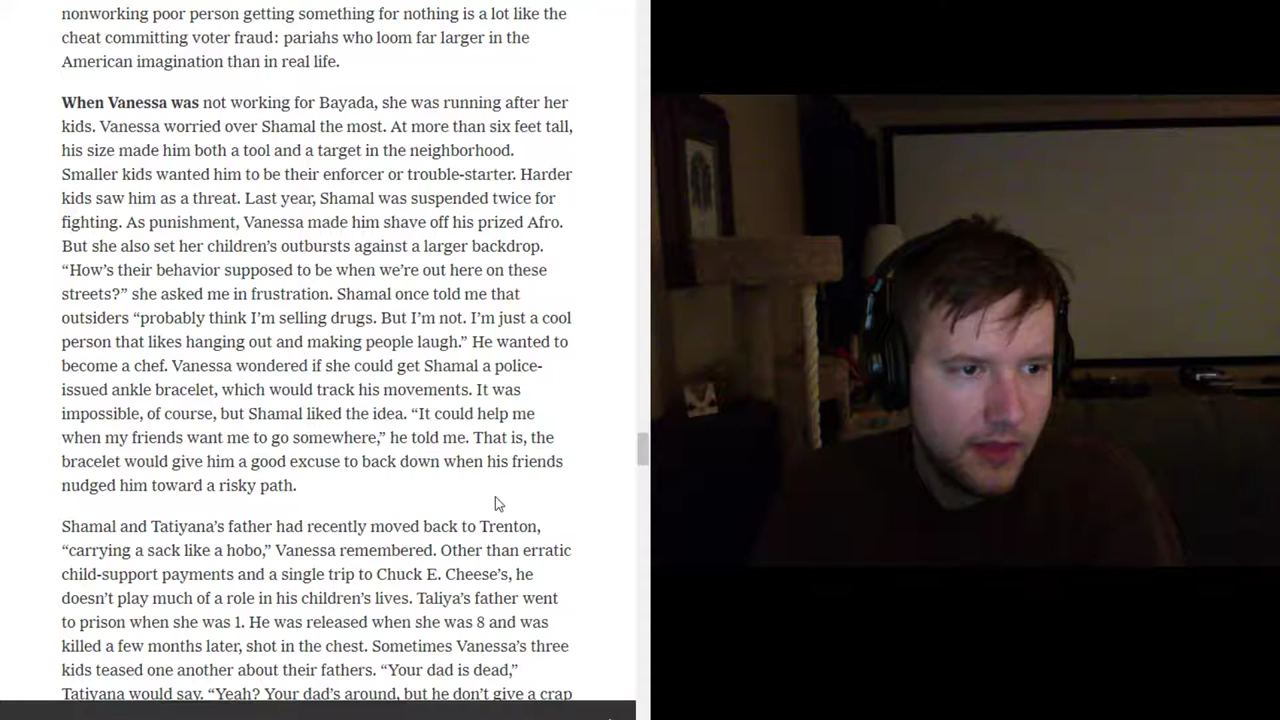 nonworking poor person getting something for nothing is a lot like the
cheat committing voter fraud: pariahs who loom far larger in the
American imagination than in real life.
When Vanessa was not working for Bayada, she was running after her
kids. Vanessa worried over Shamal the most. At more than six feet tall,
his size made him both a tool and a target in the neighborhood.
Smaller kids wanted him to be their enforcer or trouble-starter. Harder
kids saw him as a threat. Last year, Shamal was suspended twice for
fighting. As punishment, Vanessa made him shave off his prized Afro.
But she also set her children’s outbursts against a larger backdrop.
“How’s their behavior supposed to be when we’re out here on these
streets?” she asked me in frustration. Shamal once told me that
outsiders “probably think I’m selling drugs. But I’m not. I’m just a cool
person that likes hanging out and making people laugh.” He wanted to
become a chef. Vanessa wondered if she could get Shamal a police-
issued ankle bracelet, which would track his movements. It was
impossible, of course, but Shamal liked the idea. “It could help me
when my friends want me to go somewhere,” he told me. That is, the
bracelet would give him a good excuse to back down when his friends
nudged him toward a risky path.
Shamal and Tatiyana’s father had recently moved back to Trenton,
“carrying a sack like a hobo,” Vanessa remembered. Other than erratic
child-support payments and a single trip to Chuck E. Cheese’s, he
doesn’t play much of a role in his children’s lives. Taliya’s father went
to prison when she was 1. He was released when she was 8 and was
killed a few months later, shot in the chest. Sometimes Vanessa’s three
kids teased one another about their fathers. “Your dad is dead,”
Tatiyana would say. “Yeah? Your dad’s around, but he don’t give a crap